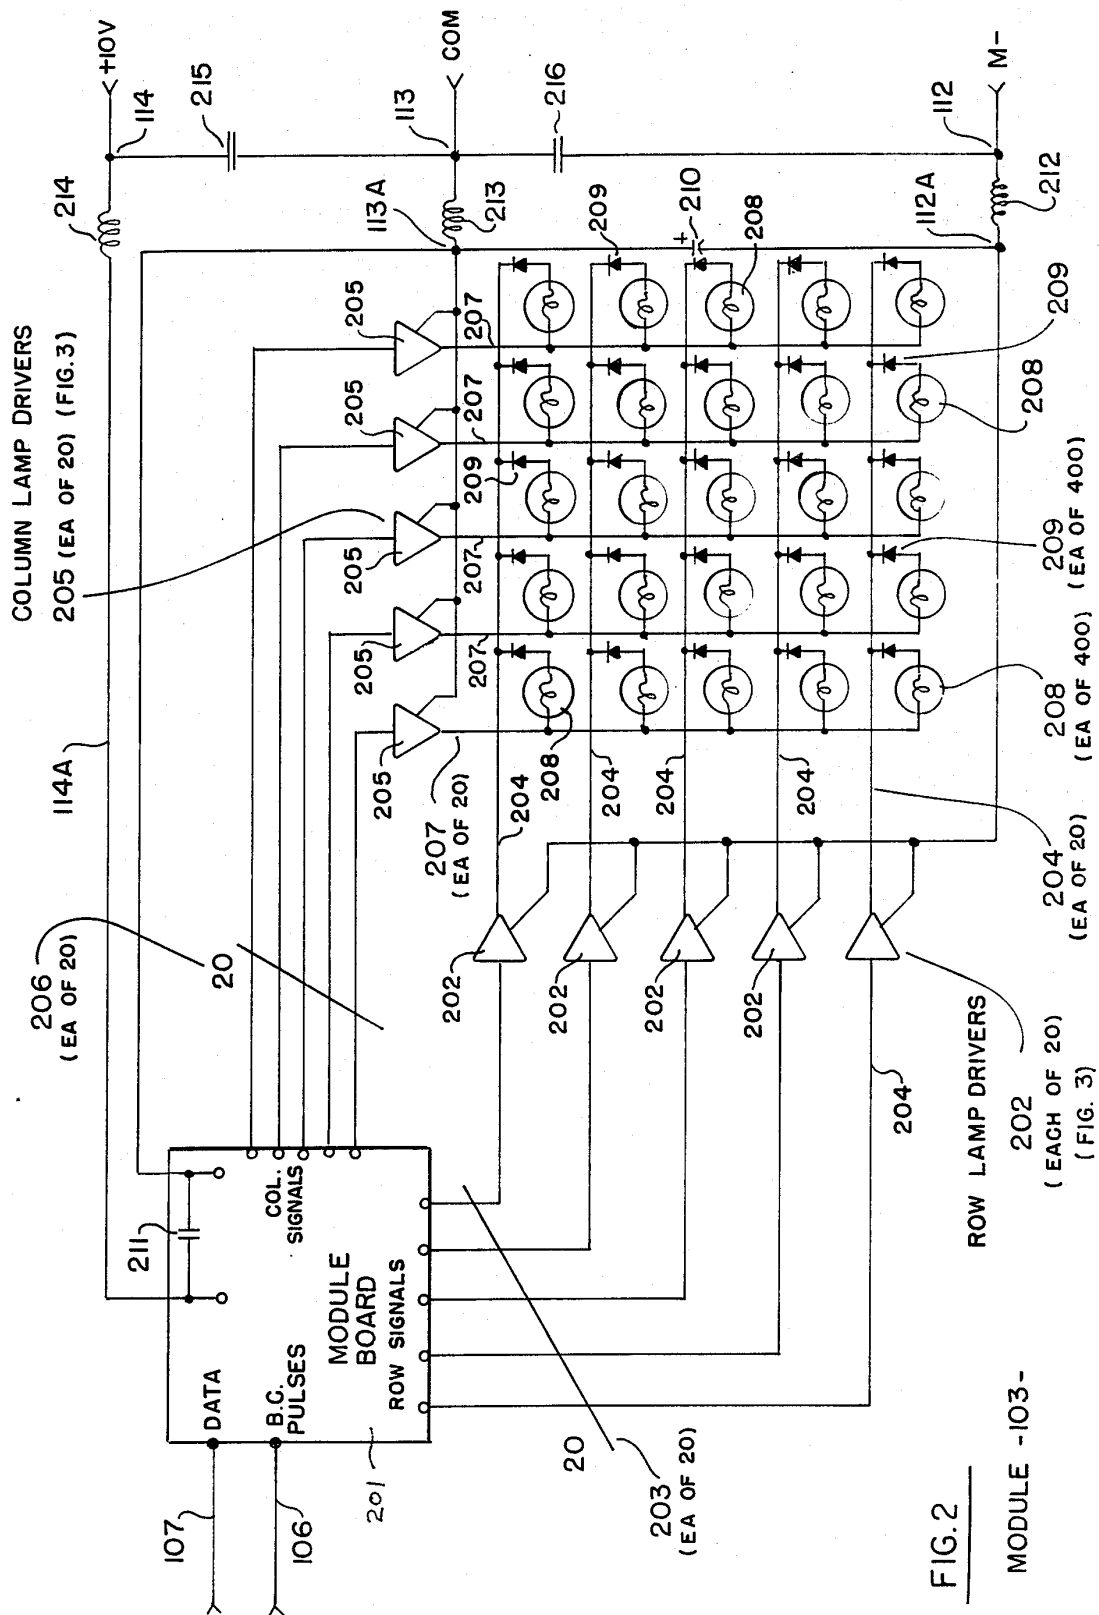 COLUMN LAMP DRIVERS
205 (EA OF 20) (FIG.3)
206
(EA OF 20)
114A
214
+10V
114
215
COM
113
213
113A
216
M-
112
212
112A
210
+
209
208
205
205
205
205
205
207
207
207
207
207
(EA OF 20)
209
208
209
208
209
(EA OF 400)
208
(EA OF 400)
204
204
204
204
204
(EA OF 20)
204
20
202
202
202
202
ROW LAMP DRIVERS
202
(EACH OF 20)
(FIG. 3)
211
COL.
SIGNALS
MODULE
BOARD
ROW SIGNALS
DATA
B.C.
PULSES
201
107
106
20
203
(EA OF 20)
FIG.2
MODULE -103-